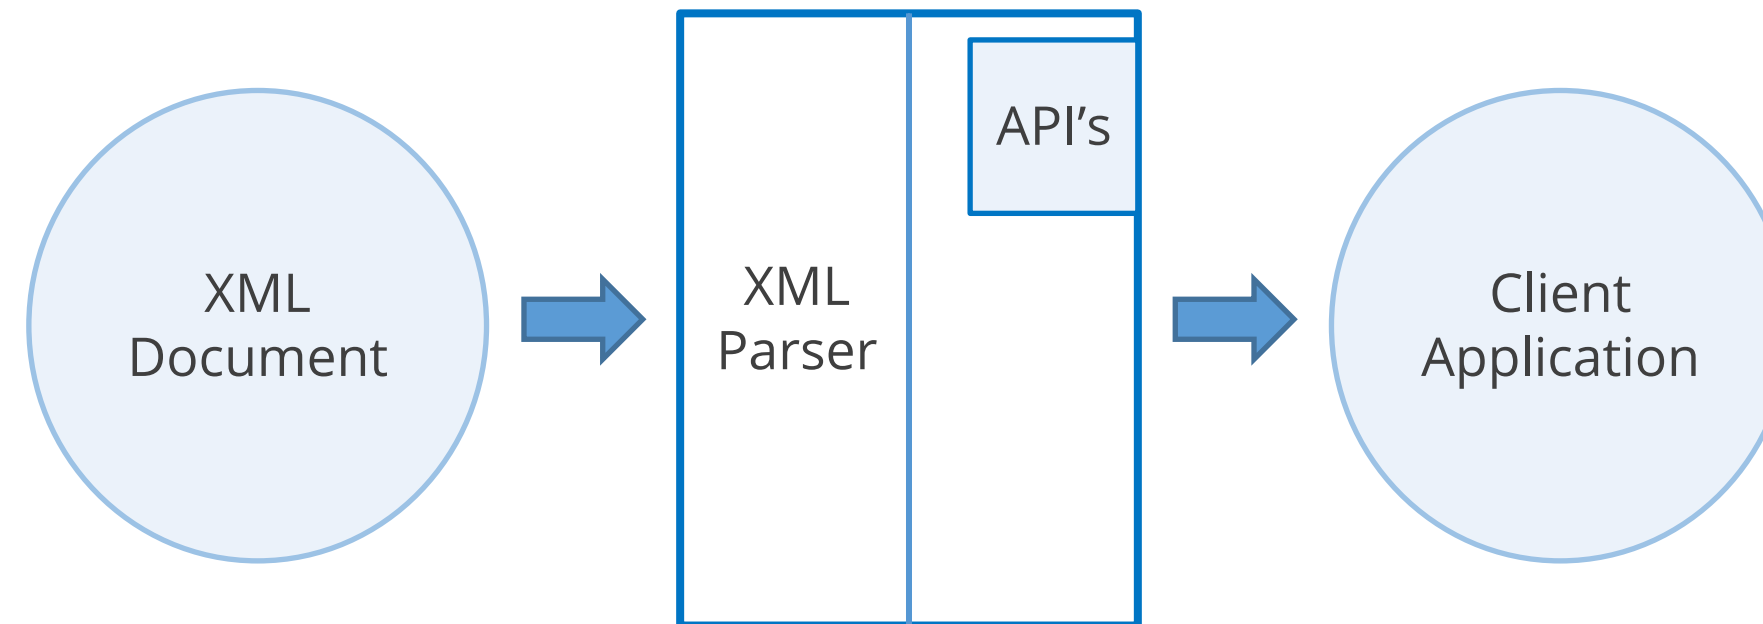 XML
Document
XML
Parser
API’s
Client
Application